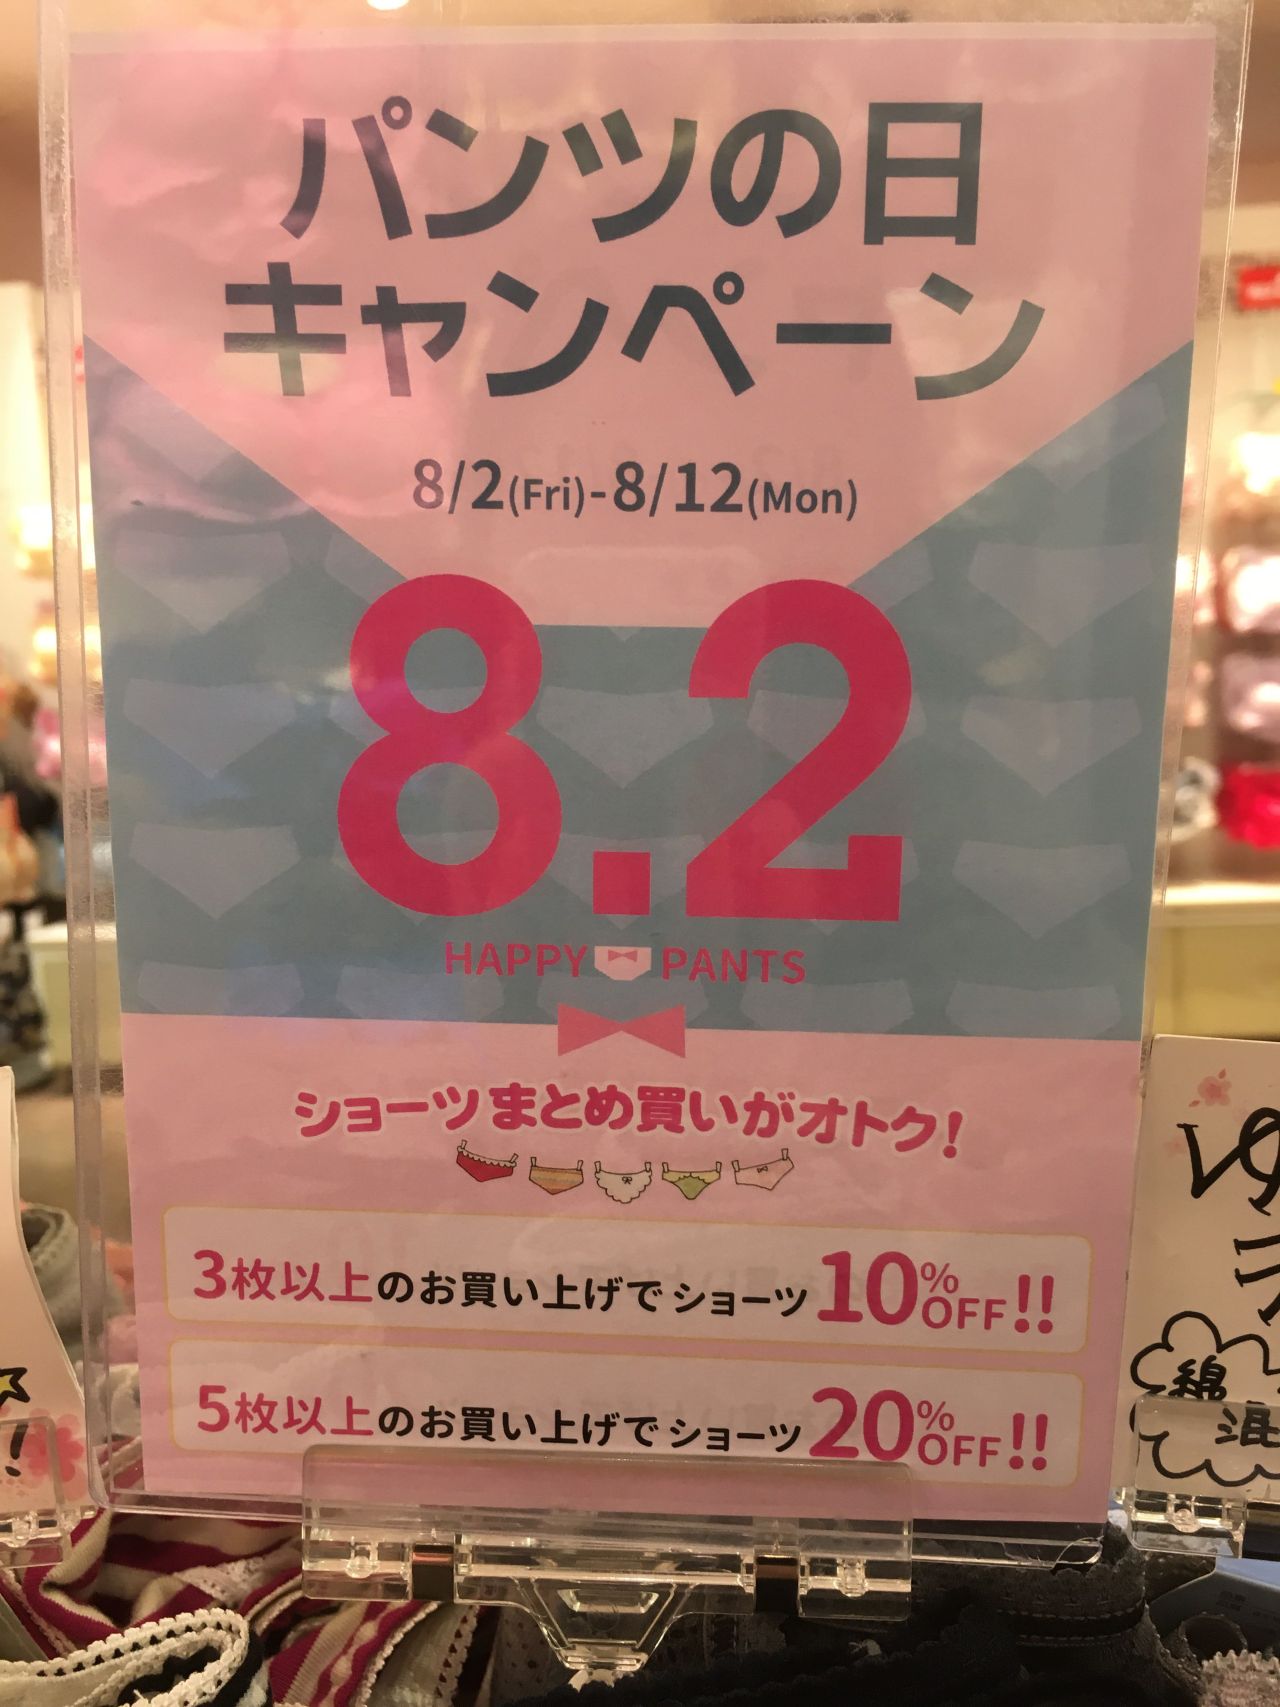 パンツの日
キャンペーン
8/2(Fri)-8/12(Mon)
8.2
HAPPY PANTS
ショーツまとめ買いがオトク!
3枚以上のお買い上げでショーツ10%OFF!!
5枚以上のお買い上げでショーツ20%OFF!!
ゆ
綿
混
!